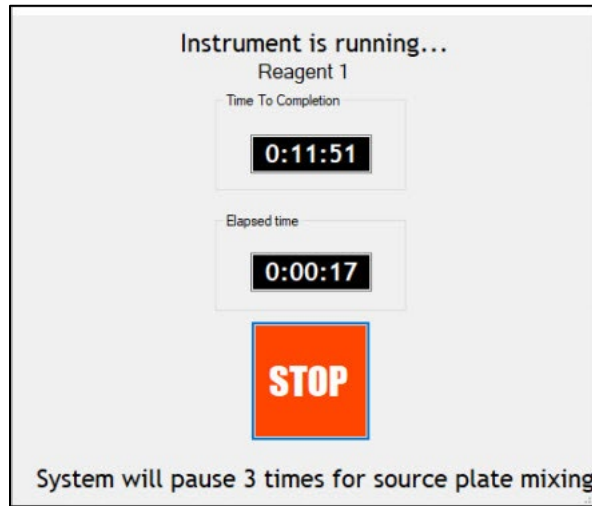 Instrument is running...
Reagent 1
Time To Completion
0:11:51
Elapsed time
0:00:17
STOP
System will pause 3 times for source plate mixing